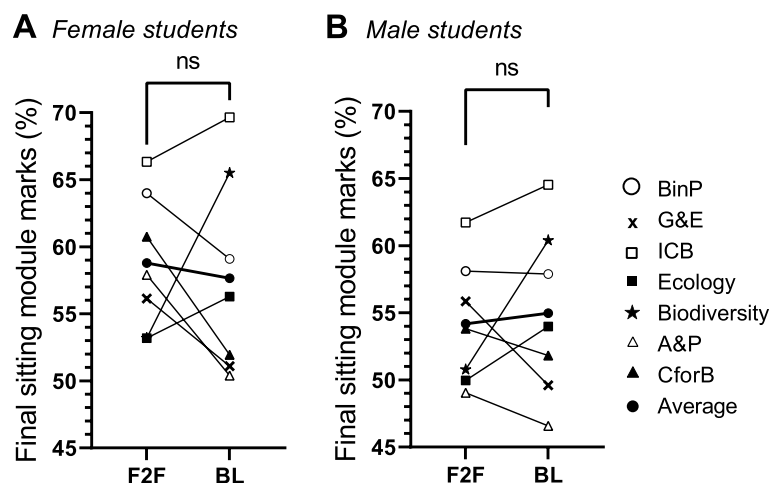 A Female students
ns
Final sitting module marks (%)
70
65
60
55
50
45
F2F BL
B Male students
ns
Final sitting module marks (%)
70
65
60
55
50
45
F2F BL
BinP
G&E
ICB
Ecology
Biodiversity
A&P
CforB
Average